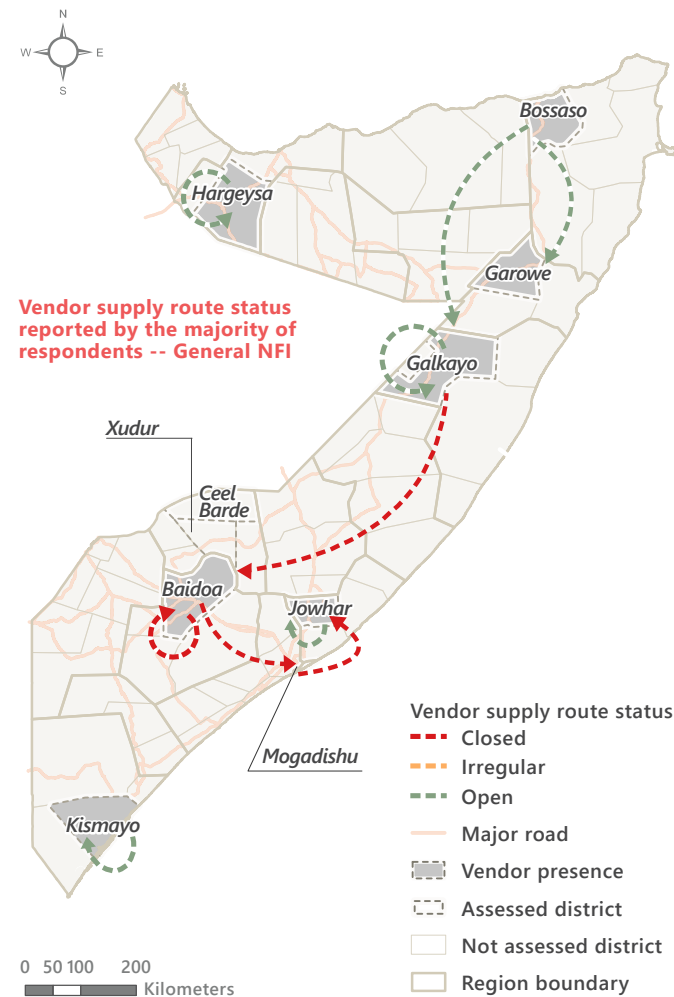 N
W E
S
Bossaso
Hargeysa
Garowe
Vendor supply route status
reported by the majority of
respondents -- General NFI
Galkayo
Xudur
Ceel
Barde
Baidoa
Jowhar
Mogadishu
Kismayo
Vendor supply route status
Closed
Irregular
Open
Major road
Vendor presence
Assessed district
Not assessed district
Region boundary
0 50 100 200
Kilometers